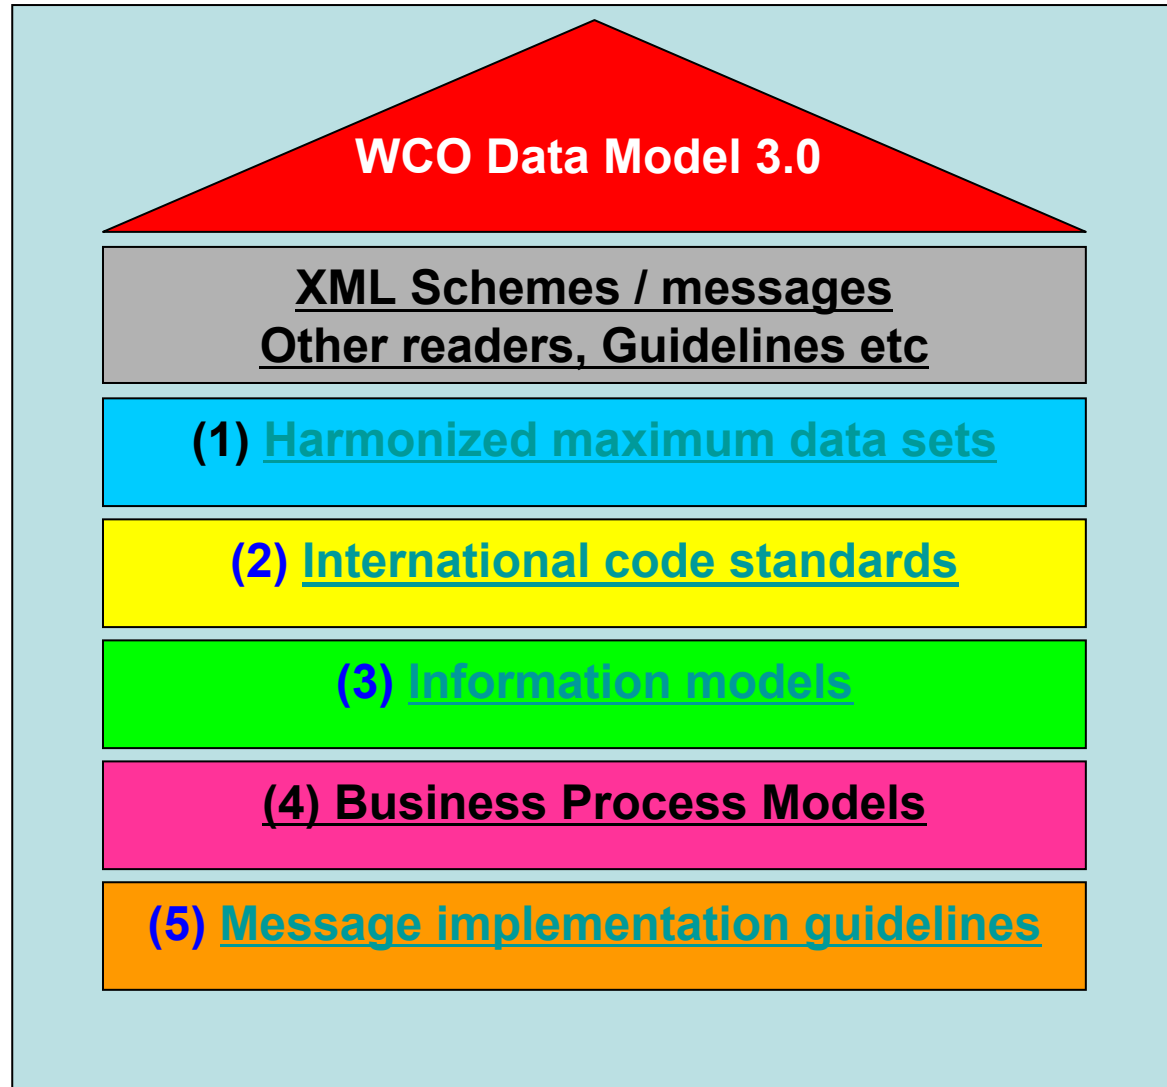 WCO Data Model 3.0
XML Schemes / messages
Other readers, Guidelines etc
(1) Harmonized maximum data sets
(2) International code standards
(3) Information models
(4) Business Process Models
(5) Message implementation guidelines